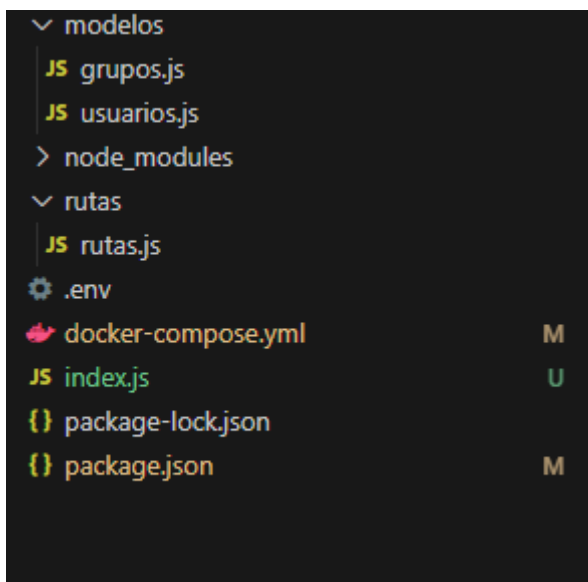 modelos
JS grupos.js
JS usuarios.js
node_modules
rutas
JS rutas.js
.env
docker-compose.yml M
JS index.js U
{} package-lock.json
{} package.json M